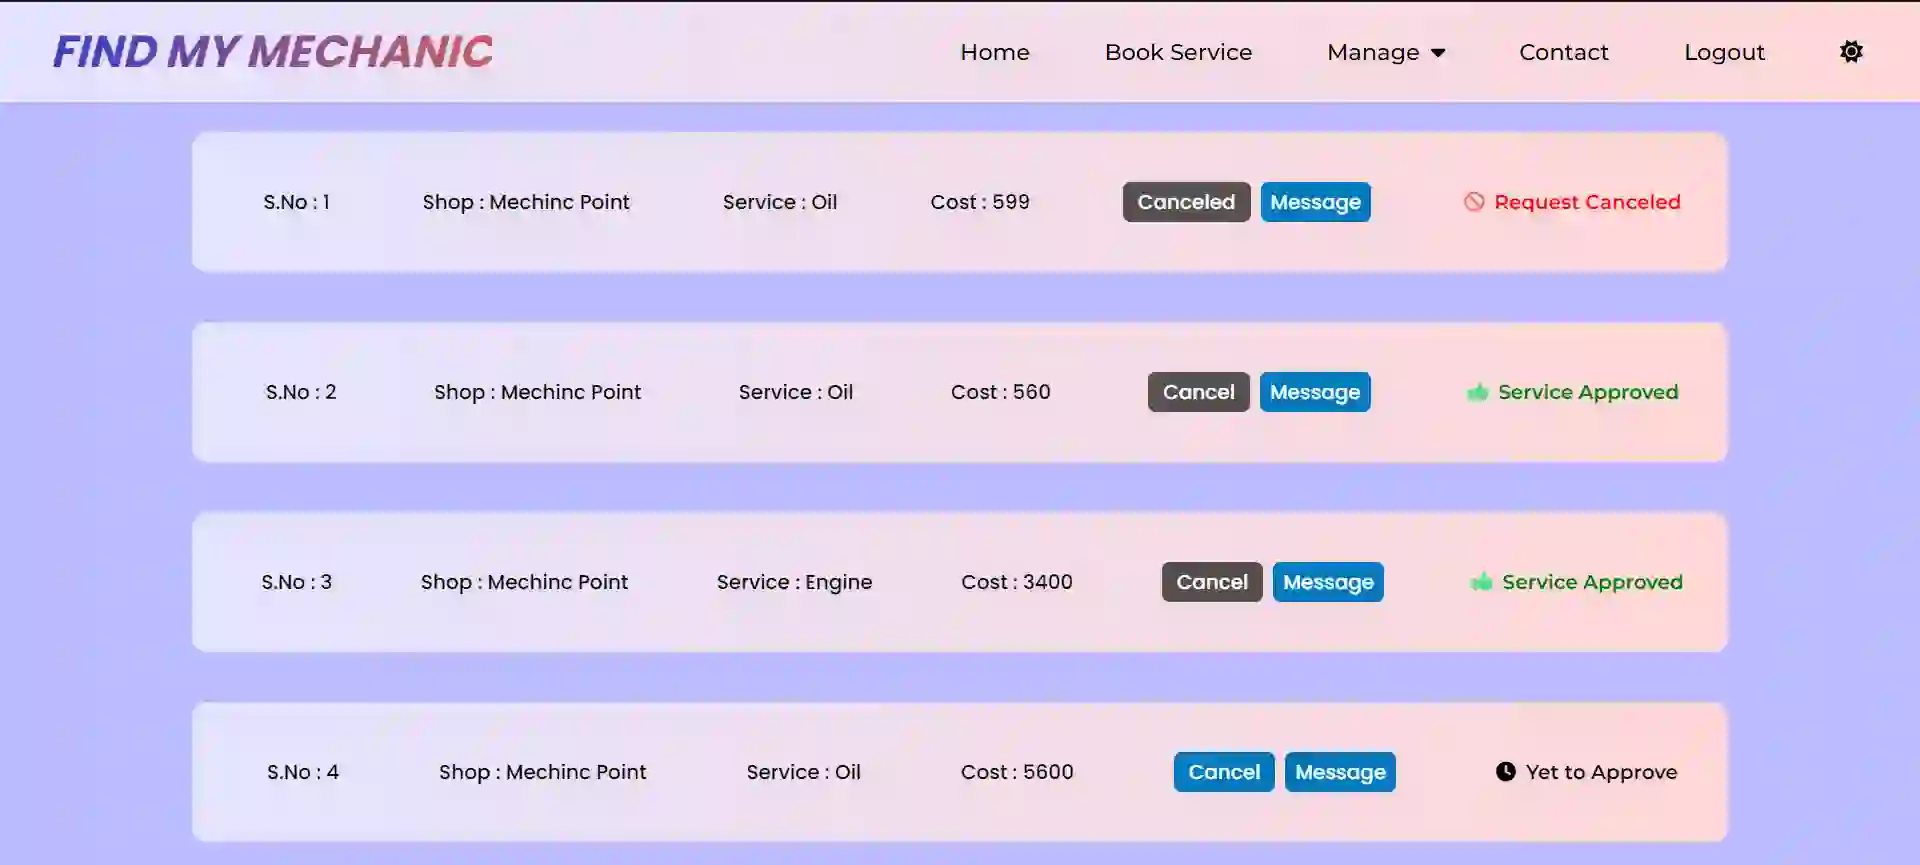 FIND MY MECHANIC Home Book Service Manage Contact Logout
S.No : 1 Shop : Mechinc Point Service : Oil Cost : 599 Canceled Message Request Canceled
S.No : 2 Shop : Mechinc Point Service : Oil Cost : 560 Cancel Message Service Approved
S.No : 3 Shop : Mechinc Point Service : Engine Cost : 3400 Cancel Message Service Approved
S.No : 4 Shop : Mechinc Point Service : Oil Cost : 5600 Cancel Message Yet to Approve